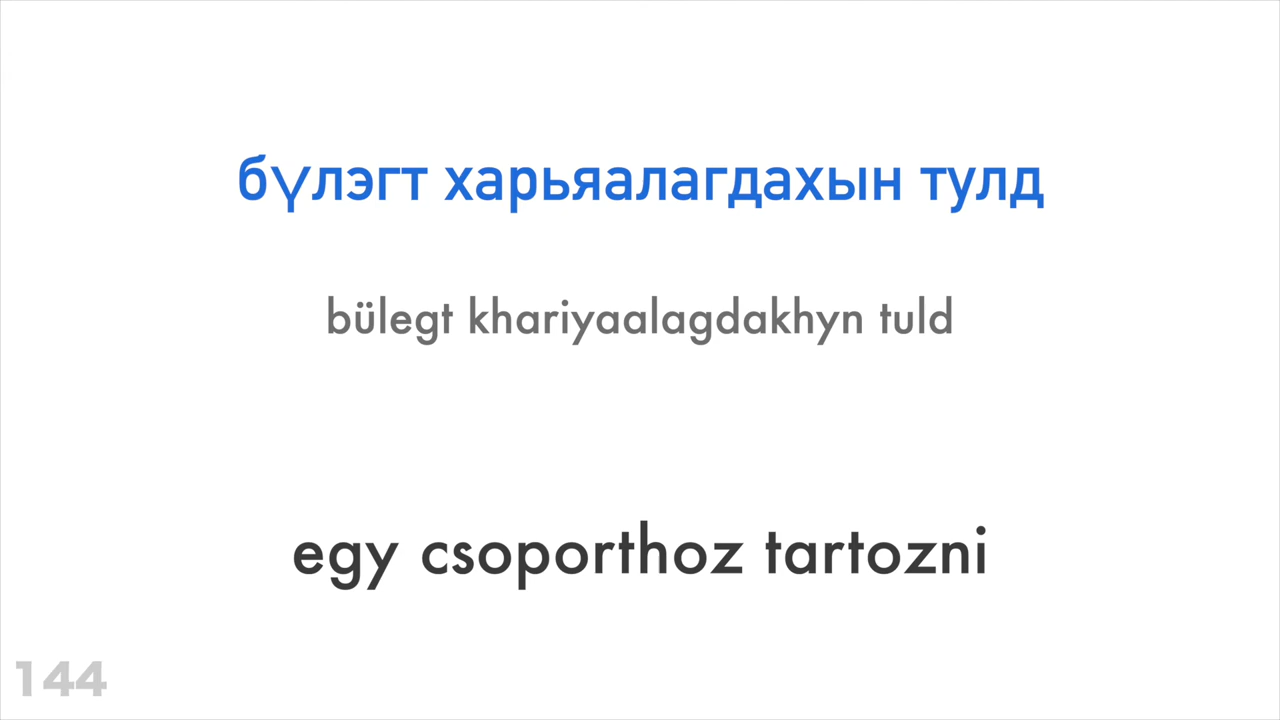 бүлэгт харьяалагдахын тулд
bülegt khariyaalagdakhyn tuld
egy csoporthoz tartozni
144